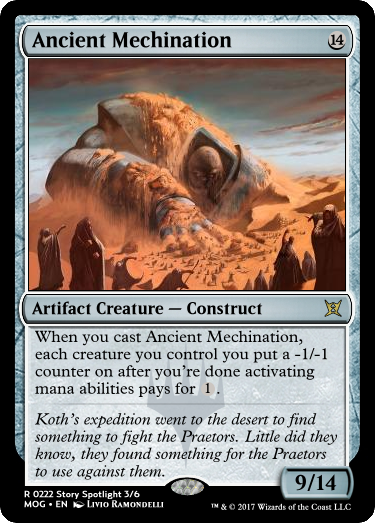 Ancient Mechination 14
Artifact Creature — Construct
When you cast Ancient Mechination,
each creature you control you put a -1/-1
counter on after you're done activating
mana abilities pays for 1.
Koth's expedition went to the desert to find
something to fight the Praetors. Little did they
know, they found something for the Praetors
to use against them.
9/14
R 0222 Story Spotlight 3/6
MOG • EN Livio Ramondelli
™ & © 2017 Wizards of the Coast LLC